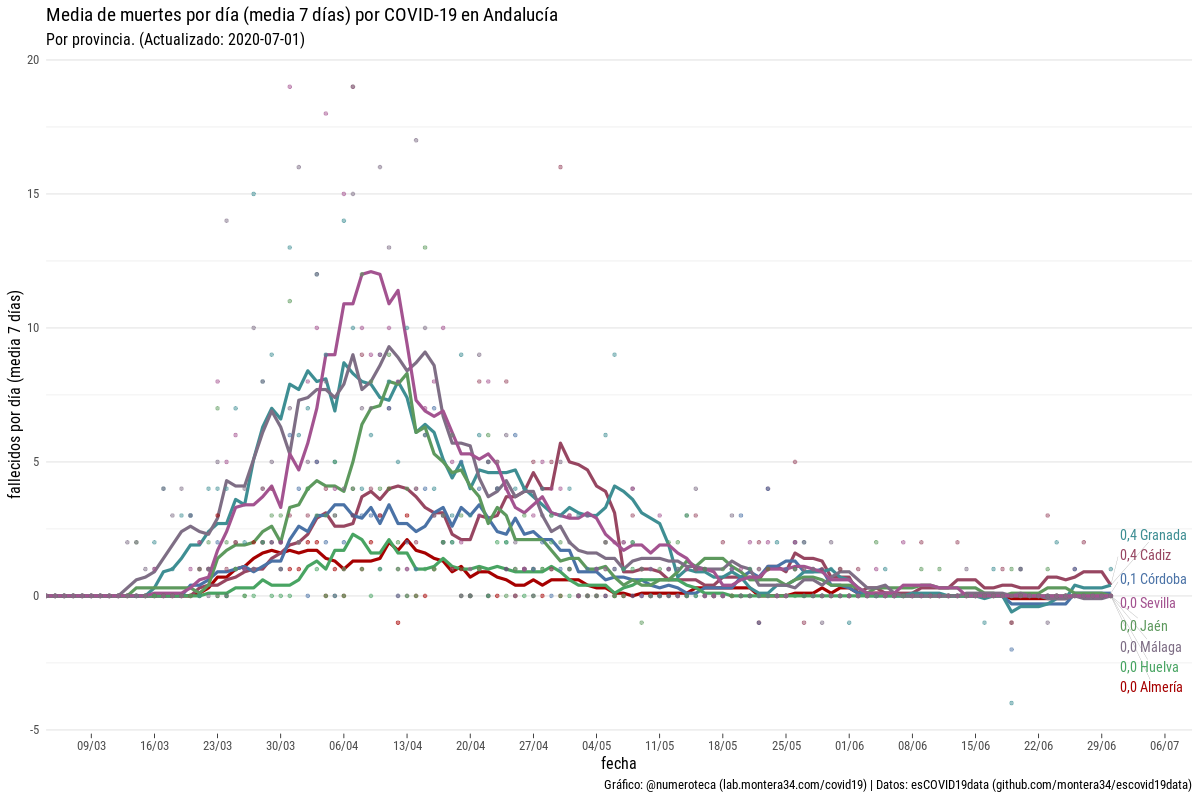 Media de muertes por día (media 7 días) por COVID-19 en Andalucía
Por provincia. (Actualizado: 2020-07-01)
fallecidos por día (media 7 días)
20
15
10
5
0
-5
0,4 Granada
0,4 Cádiz
0,1 Córdoba
0,0 Sevilla
0,0 Jaén
0,0 Málaga
0,0 Huelva
0,0 Almería
09/03 16/03 23/03 30/03 06/04 13/04 20/04 27/04 04/05 11/05 18/05 25/05 01/06 08/06 15/06 22/06 29/06 06/07
fecha
Gráfico: @numeroteca (lab.montera34.com/covid19) | Datos: esCOVID19data (github.com/montera34/escovid19data)